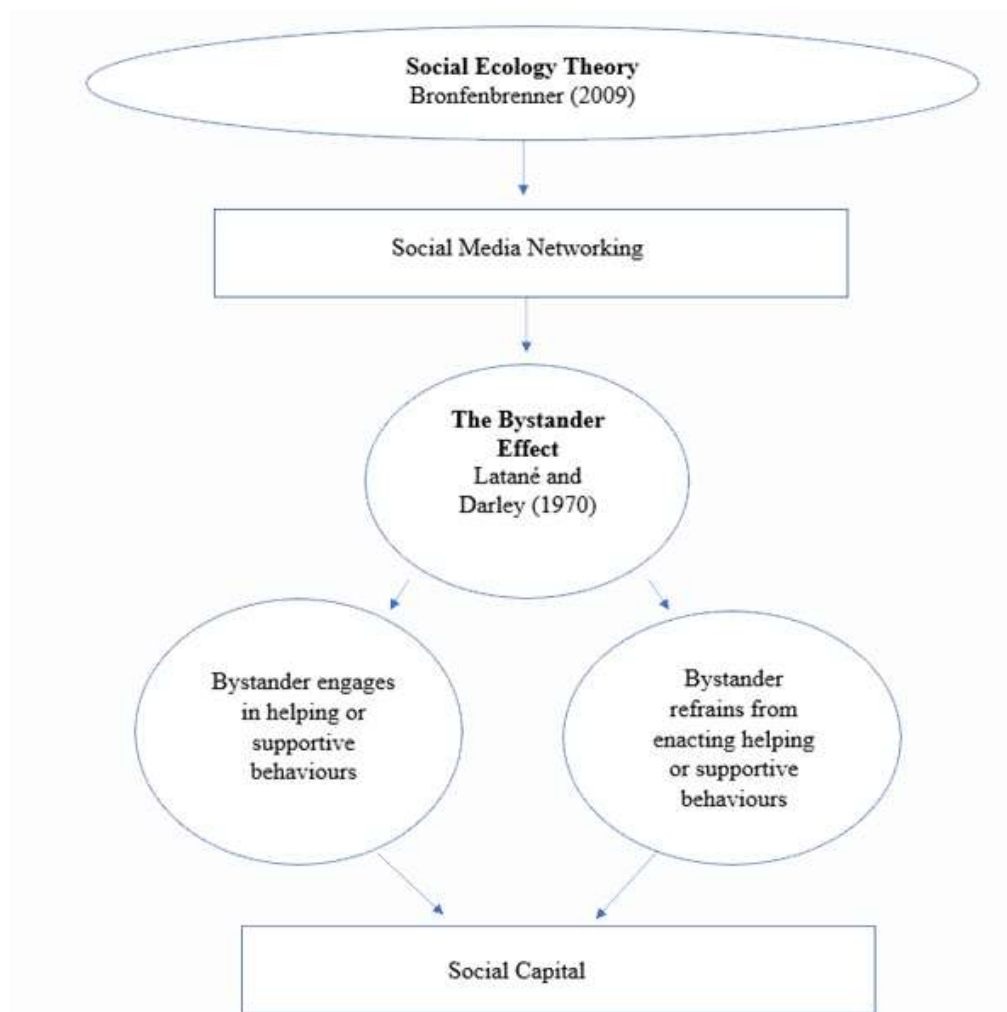 Social Ecology Theory
Bronfenbrenner (2009)
Social Media Networking
The Bystander
Effect
Latané and
Darley (1970)
Bystander engages
in helping or
supportive
behaviours
Bystander
refrains from
enacting helping
or supportive
behaviours
Social Capital